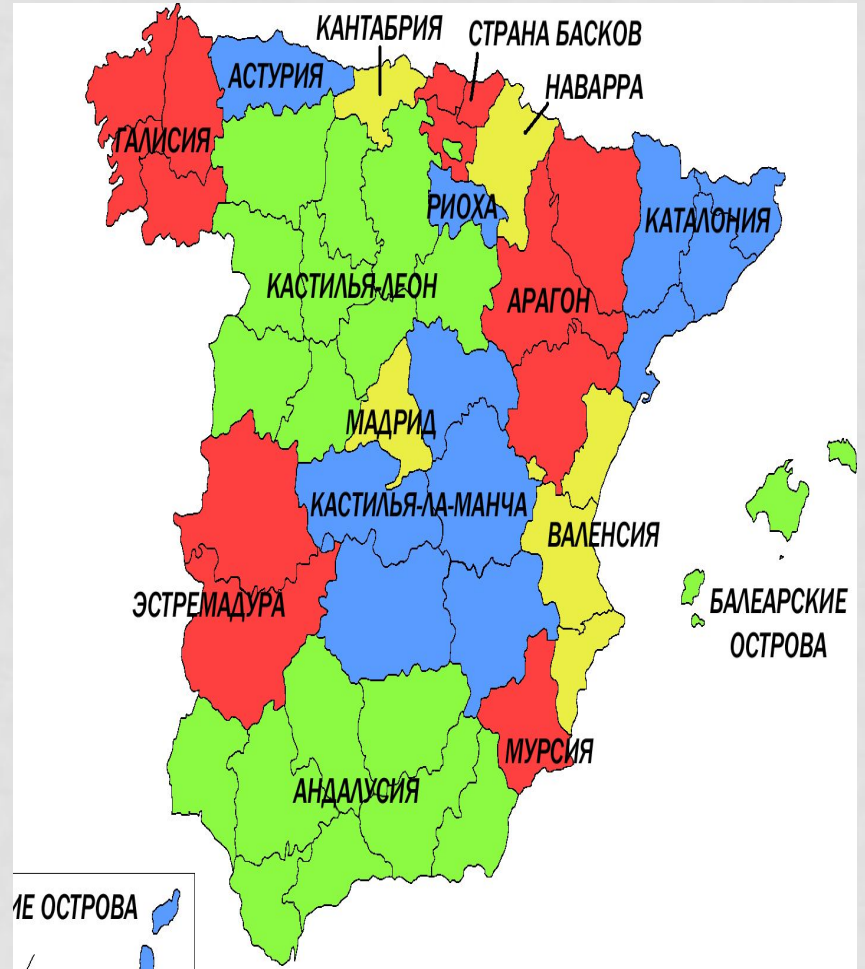 КАНТАБРИЯ
СТРАНА БАСКОВ
АСТУРИЯ
НАВАРРА
ГАЛИСИЯ
РИОХА
КАТАЛОНИЯ
КАСТИЛЬЯ-ЛЕОН
АРАГОН
МАДРИД
КАСТИЛЬЯ-ЛА-МАНЧА
ВАЛЕНСИЯ
ЭСТРЕМАДУРА
БАЛЕАРСКИЕ
ОСТРОВА
МУРСИЯ
АНДАЛУСИЯ
ИЕ ОСТРОВА